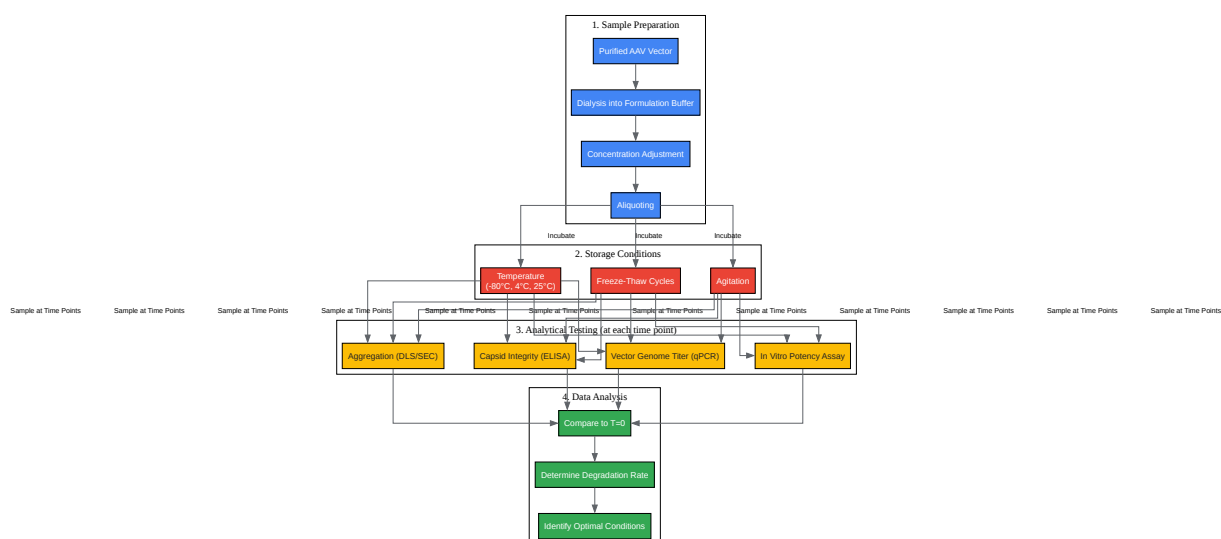 1. Sample Preparation
Purified AAV Vector
Dialysis into Formulation Buffer
Concentration Adjustment
Aliquoting
Incubate
Incubate
Incubate
2. Storage Conditions
Temperature
(-80°C, 4°C, 25°C)
Freeze-Thaw Cycles
Agitation
Sample at Time Points
Sample at Time Points
Sample at Time Points
Sample at Time Points
Sample at Time Points
Sample at Time Points
Sample at Time Points
Sample at Time Points
Sample at Time Points
Sample at Time Points
Sample at Time Points
Sample at Time Points
3. Analytical Testing (at each time point)
Aggregation (DLS/SEC)
Capsid Integrity (ELISA)
Vector Genome Titer (qPCR)
In Vitro Potency Assay
4. Data Analysis
Compare to T=0
Determine Degradation Rate
Identify Optimal Conditions